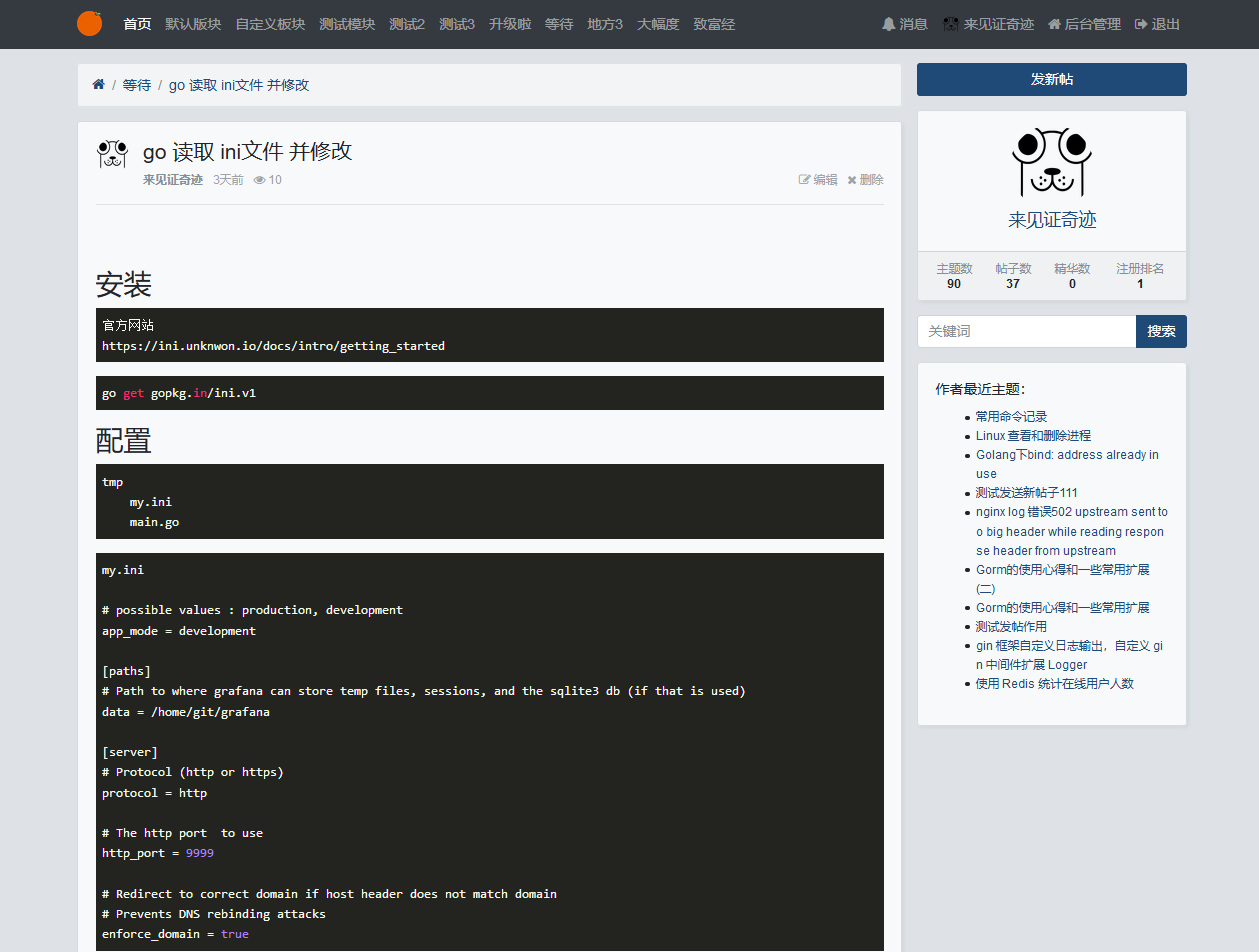 首页 默认版块 自定义板块 测试模块 测试2 测试3 升级啦 等待 地方3 大幅度 致富经 消息 来见证奇迹 后台管理 退出
/ 等待 / go 读取 ini文件 并修改
go 读取 ini文件 并修改
来见证奇迹 3天前 10 编辑 删除
安装
官方网站
https://ini.unknwon.io/docs/intro/getting_started
go get gopkg.in/ini.v1
配置
tmp
my.ini
main.go
my.ini
# possible values : production, development
app_mode = development
[paths]
# Path to where grafana can store temp files, sessions, and the sqlite3 db (if that is used)
data = /home/git/grafana
[server]
# Protocol (http or https)
protocol = http
# The http port  to use
http_port = 9999
# Redirect to correct domain if host header does not match domain
# Prevents DNS rebinding attacks
enforce_domain = true
发新帖
来见证奇迹
主题数 帖子数 精华数 注册排名
90 37 0 1
关键词 搜索
作者最近主题：
常用命令记录
Linux 查看和删除进程
Golang下bind: address already in
use
测试发送新帖子111
nginx log 错误502 upstream sent to
o big header while reading respon
se header from upstream
Gorm的使用心得和一些常用扩展
(二)
Gorm的使用心得和一些常用扩展
测试发帖作用
gin 框架自定义日志输出，自定义 gi
n 中间件扩展 Logger
使用 Redis 统计在线用户人数